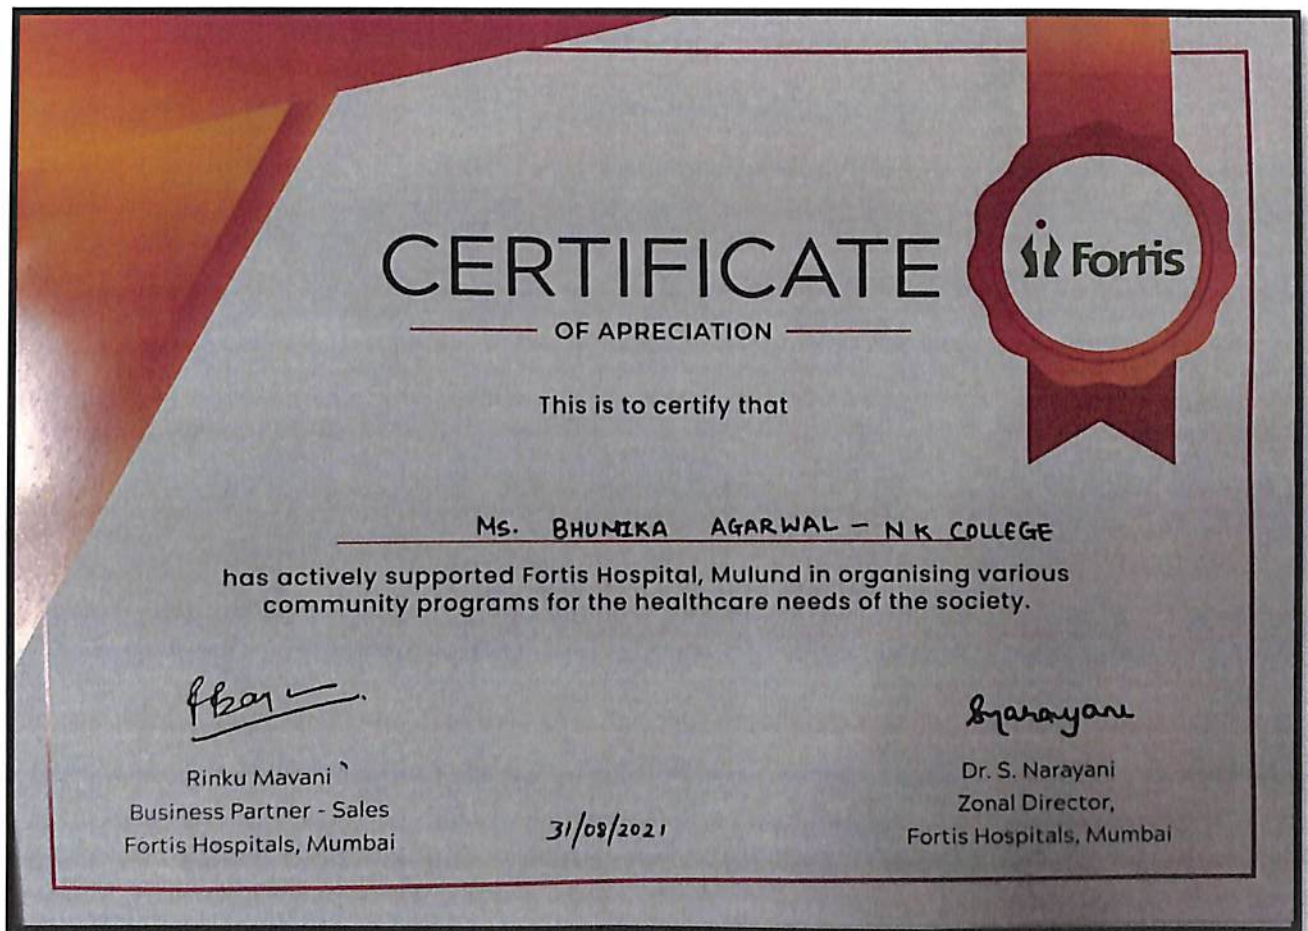 CERTIFICATE
Fortis
OF APRECIATION
This is to certify that
Ms. BHUMIKA AGARWAL - NK COLLEGE
has actively supported Fortis Hospital, Mulund in organising various
community programs for the healthcare needs of the society.
Rinku Mavani
Business Partner - Sales
Fortis Hospitals, Mumbai
31/08/2021
Dr. S. Narayani
Zonal Director,
Fortis Hospitals, Mumbai